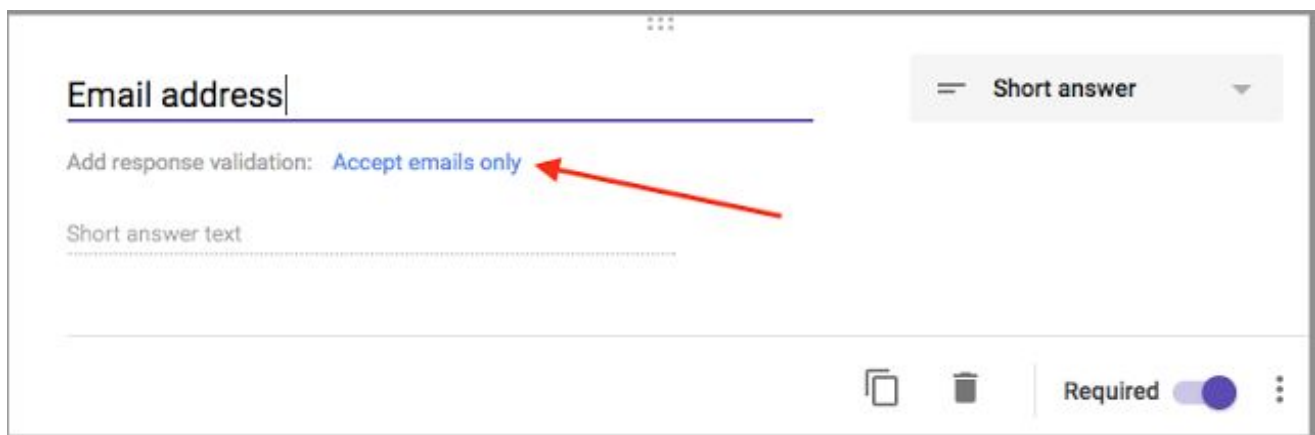 Email address
Short answer
Add response validation: Accept emails only
Short answer text
Required